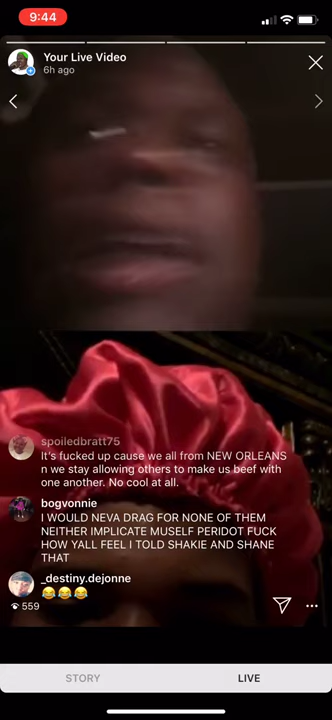 9:44
Your Live Video
6h ago
spoiledbratt75
It's fucked up cause we all from NEW ORLEANS
n we stay allowing others to make us beef with
one another. No cool at all.
bogvonnie
I WOULD NEVA DRAG FOR NONE OF THEM
NEITHER IMPLICATE MUSELF PERIDOT FUCK
HOW YALL FEEL I TOLD SHAKIE AND SHANE
THAT
_destiny.dejonne
😂😂😂
559
STORY LIVE